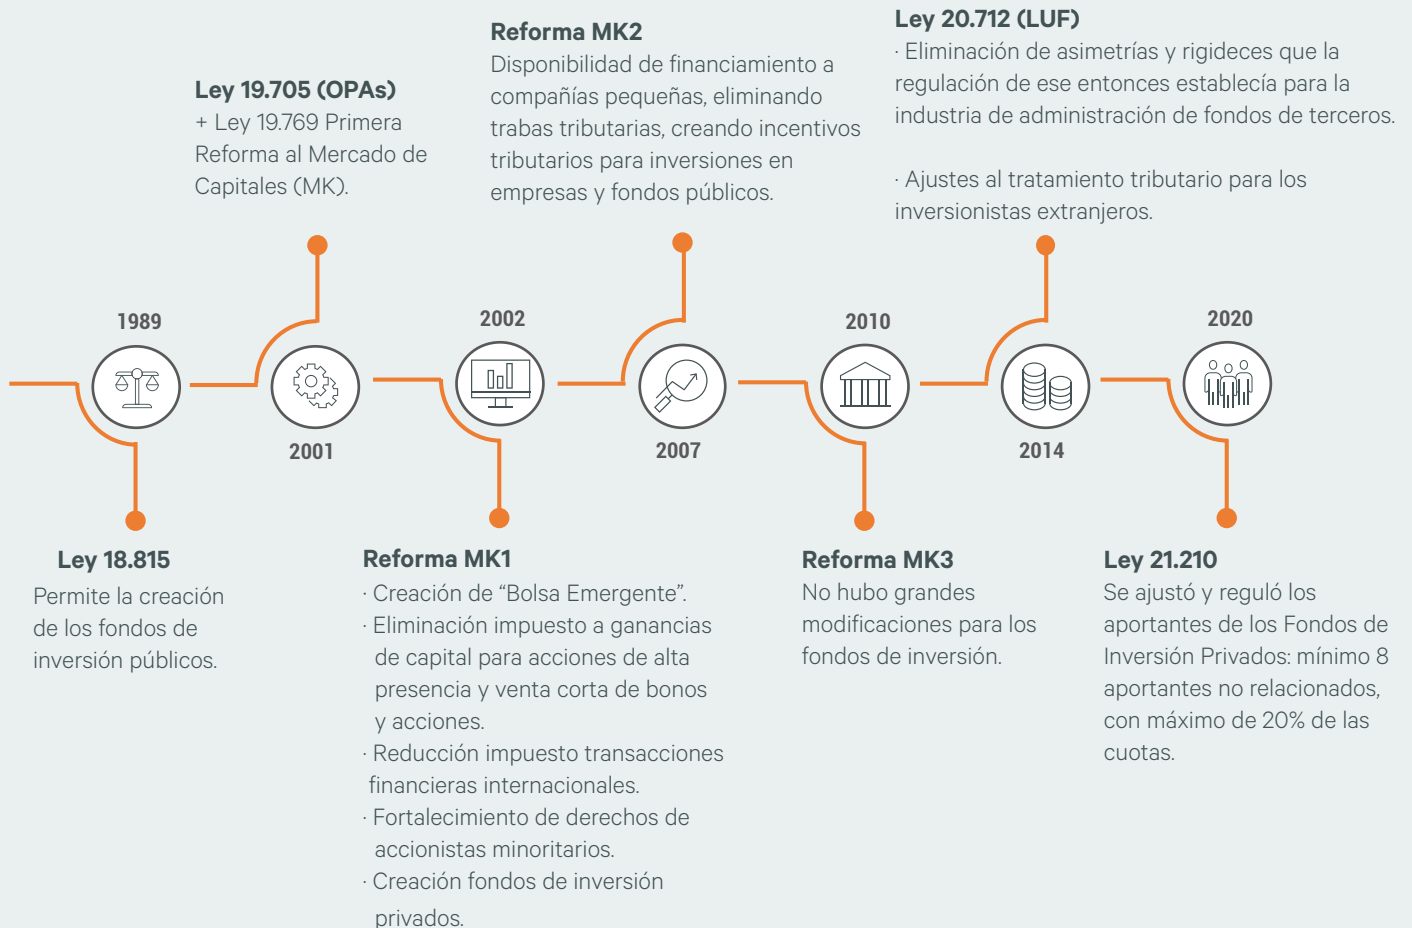 1989
Ley 18.815
Permite la creación
de los fondos de
inversión públicos.
Ley 19.705 (OPAs)
+ Ley 19.769 Primera
Reforma al Mercado de
Capitales (MK).
2001
2002
Reforma MK1
· Creación de “Bolsa Emergente”.
· Eliminación impuesto a ganancias
de capital para acciones de alta
presencia y venta corta de bonos
y acciones.
· Reducción impuesto transacciones
financieras internacionales.
· Fortalecimiento de derechos de
accionistas minoritarios.
· Creación fondos de inversión
privados.
Reforma MK2
Disponibilidad de financiamiento a
compañías pequeñas, eliminando
trabas tributarias, creando incentivos
tributarios para inversiones en
empresas y fondos públicos.
2007
2010
Reforma MK3
No hubo grandes
modificaciones para los
fondos de inversión.
Ley 20.712 (LUF)
· Eliminación de asimetrías y rigideces que la
regulación de ese entonces establecía para la
industria de administración de fondos de terceros.
· Ajustes al tratamiento tributario para los
inversionistas extranjeros.
2014
2020
Ley 21.210
Se ajustó y reguló los
aportantes de los Fondos de
Inversión Privados: mínimo 8
aportantes no relacionados,
con máximo de 20% de las
cuotas.